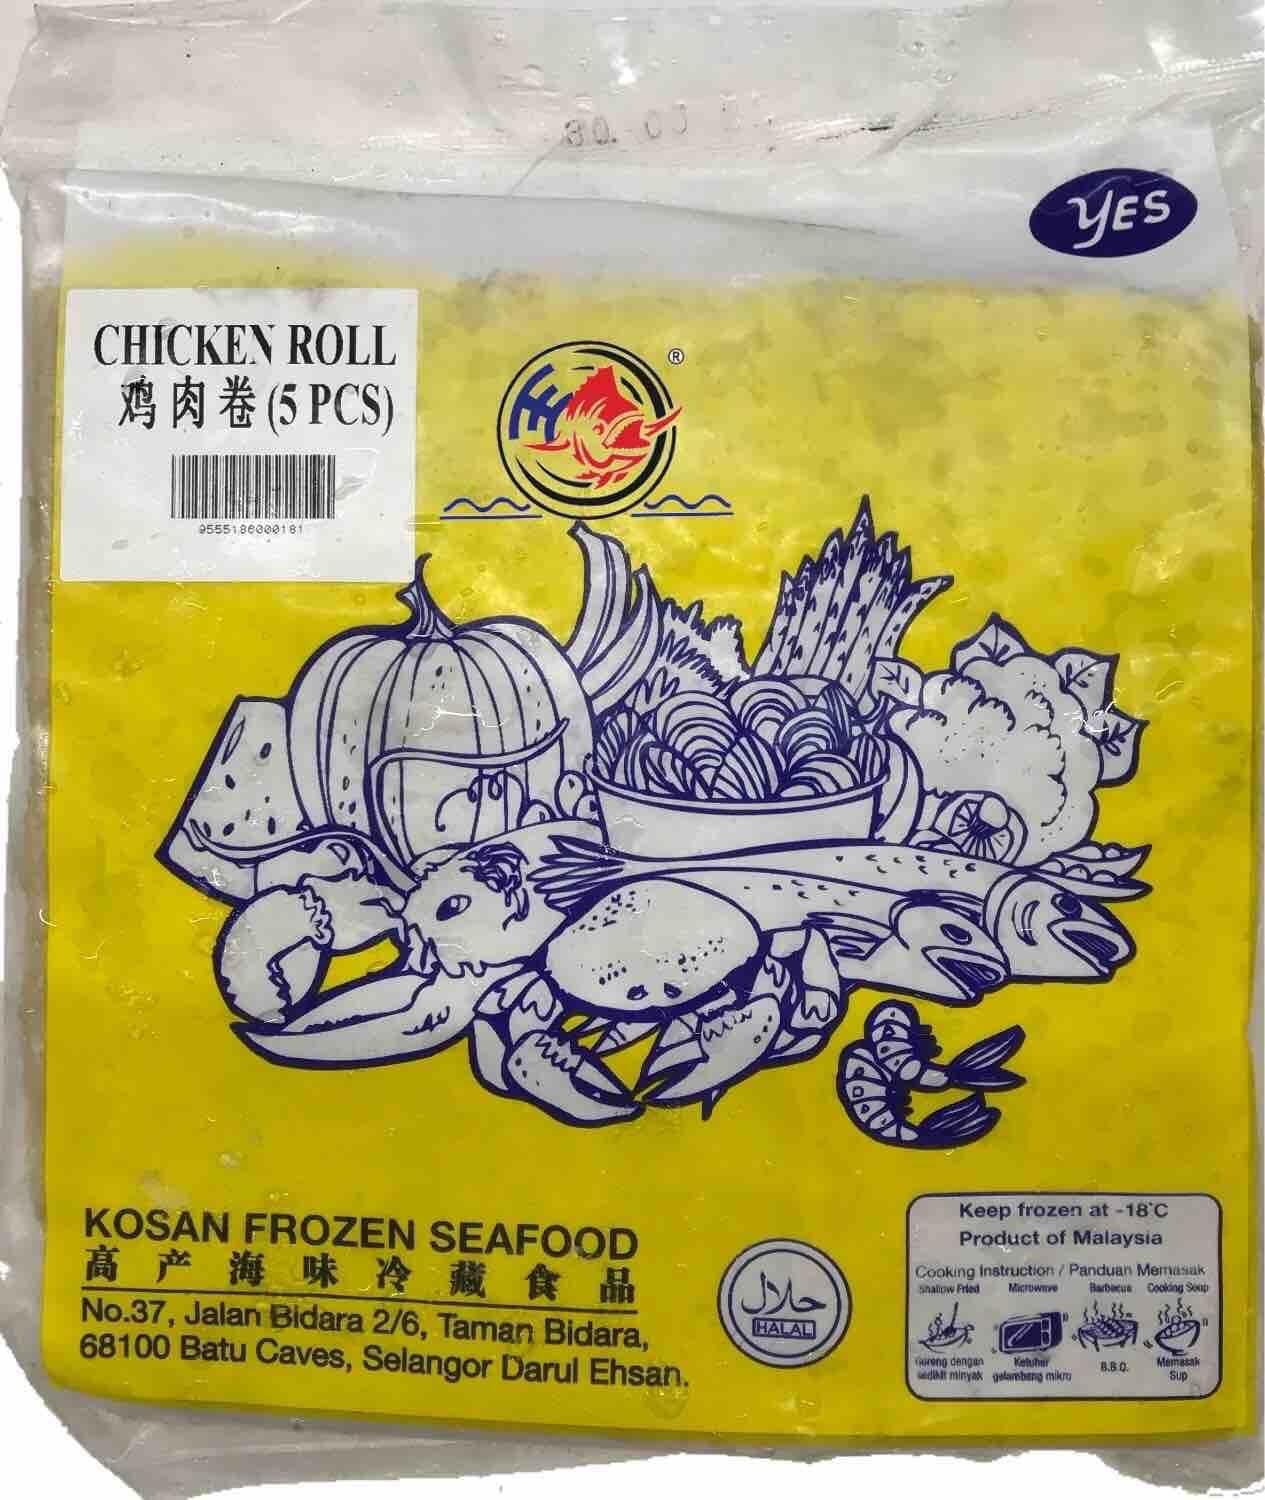 YES
CHICKEN ROLL
鸡肉卷 (5 PCS)
9555186000181
®
KOSAN FROZEN SEAFOOD
高产海味冷藏食品
No.37, Jalan Bidara 2/6, Taman Bidara,
68100 Batu Caves, Selangor Darul Ehsan.
حلال
HALAL
Keep frozen at -18°C
Product of Malaysia
Cooking Instruction / Panduan Memasak
Shallow Fried Microwave Barbecue Cooking Soup
Goreng dengan sedikit minyak
Ketuhar gelombang mikro
B.B.Q.
Memasak Sup